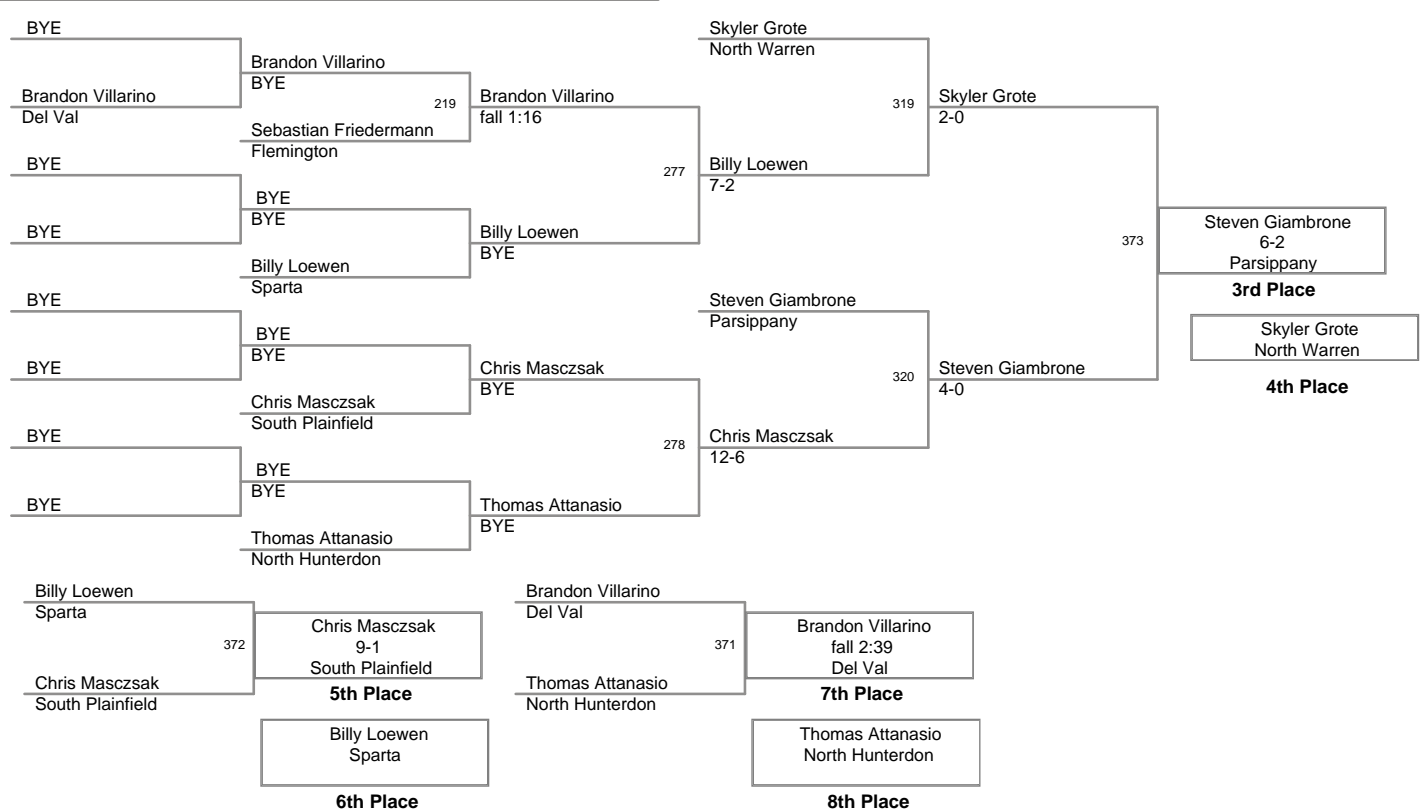 BYE
Brandon Villarino
Del Val
BYE
BYE
BYE
BYE
BYE
BYE
Brandon Villarino
BYE
219
Sebastian Friedermann
Flemington
BYE
BYE
Billy Loewen
Sparta
BYE
BYE
Chris Masczsak
South Plainfield
BYE
BYE
Thomas Attanasio
North Hunterdon
Brandon Villarino
fall 1:16
277
Billy Loewen
BYE
Chris Masczsak
BYE
278
Thomas Attanasio
BYE
Skyler Grote
North Warren
319
Billy Loewen
7-2
Steven Giambrone
Parsippany
320
Chris Masczsak
12-6
Skyler Grote
2-0
373
Steven Giambrone
4-0
Steven Giambrone
6-2
Parsippany
3rd Place
Skyler Grote
North Warren
4th Place
Billy Loewen
Sparta
372
Chris Masczsak
South Plainfield
Chris Masczsak
9-1
South Plainfield
5th Place
Billy Loewen
Sparta
6th Place
Brandon Villarino
Del Val
371
Thomas Attanasio
North Hunterdon
Brandon Villarino
fall 2:39
Del Val
7th Place
Thomas Attanasio
North Hunterdon
8th Place